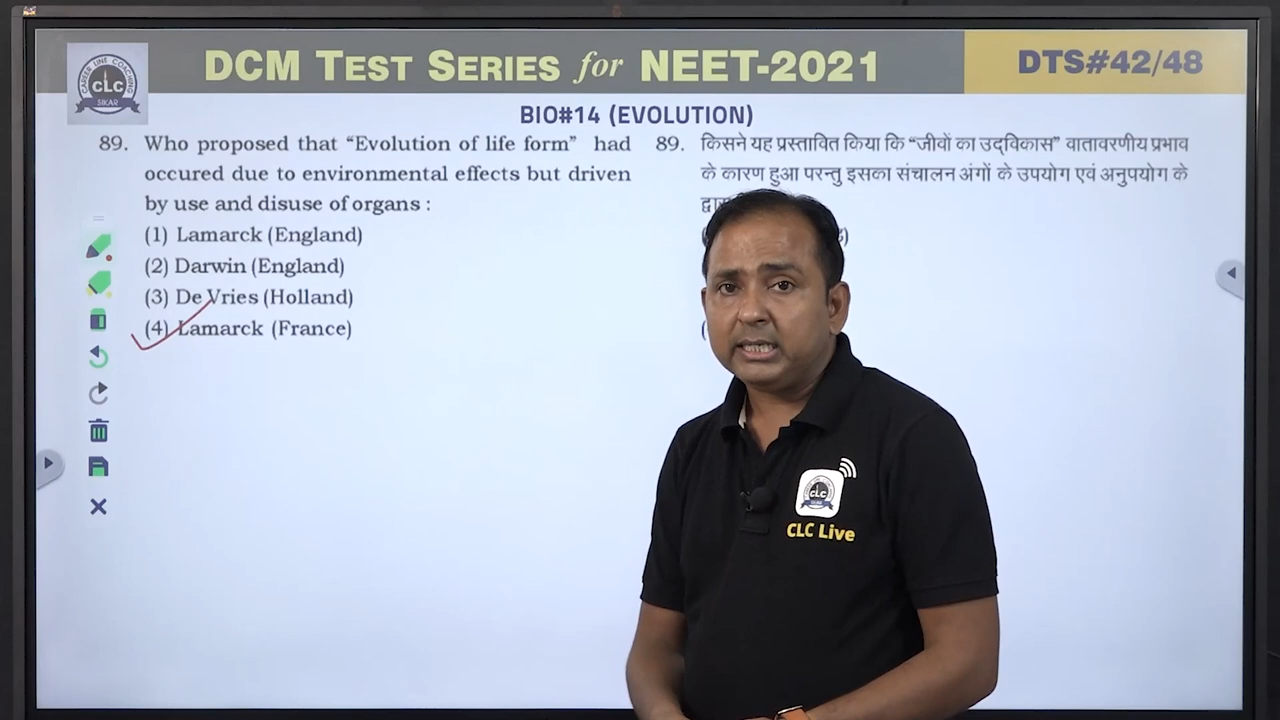 DCM TEST SERIES for NEET-2021
DTS#42/48
CAREER LINE COACHING
CLC
SIKAR
BIO#14 (EVOLUTION)
89. Who proposed that “Evolution of life form” had
occured due to environmental effects but driven
by use and disuse of organs :
(1) Lamarck (England)
(2) Darwin (England)
(3) De Vries (Holland)
(4) Lamarck (France)
89. किसने यह प्रस्तावित किया कि “जीवों का उद्विकास” वातावरणीय प्रभाव
के कारण हुआ परन्तु इसका संचालन अंगों के उपयोग एवं अनुपयोग के
CLC
CLC Live